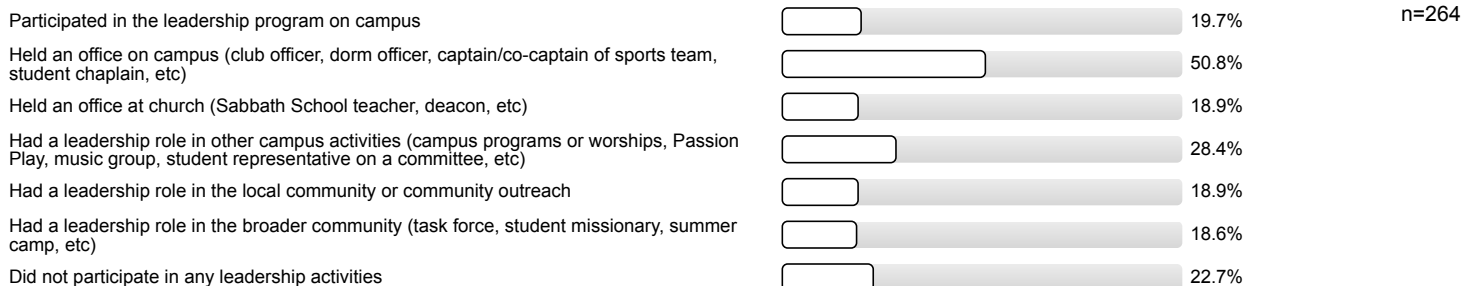 Participated in the leadership program on campus 19.7% n=264
Held an office on campus (club officer, dorm officer, captain/co-captain of sports team,
student chaplain, etc) 50.8%
Held an office at church (Sabbath School teacher, deacon, etc) 18.9%
Had a leadership role in other campus activities (campus programs or worships, Passion
Play, music group, student representative on a committee, etc) 28.4%
Had a leadership role in the local community or community outreach 18.9%
Had a leadership role in the broader community (task force, student missionary, summer
camp, etc) 18.6%
Did not participate in any leadership activities 22.7%